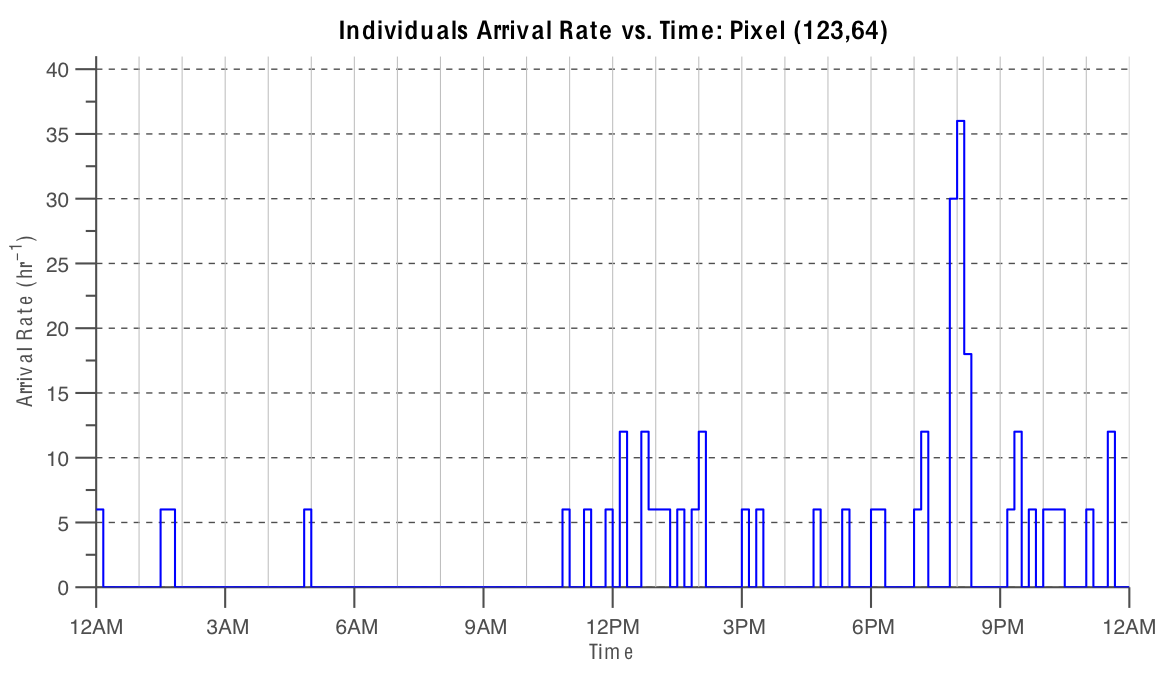 Individuals Arrival Rate vs. Time: Pixel (123,64)
40
35
30
25
20
15
10
5
0
Arrival Rate (hr⁻¹)
12AM 3AM 6AM 9AM 12PM 3PM 6PM 9PM 12AM
Time